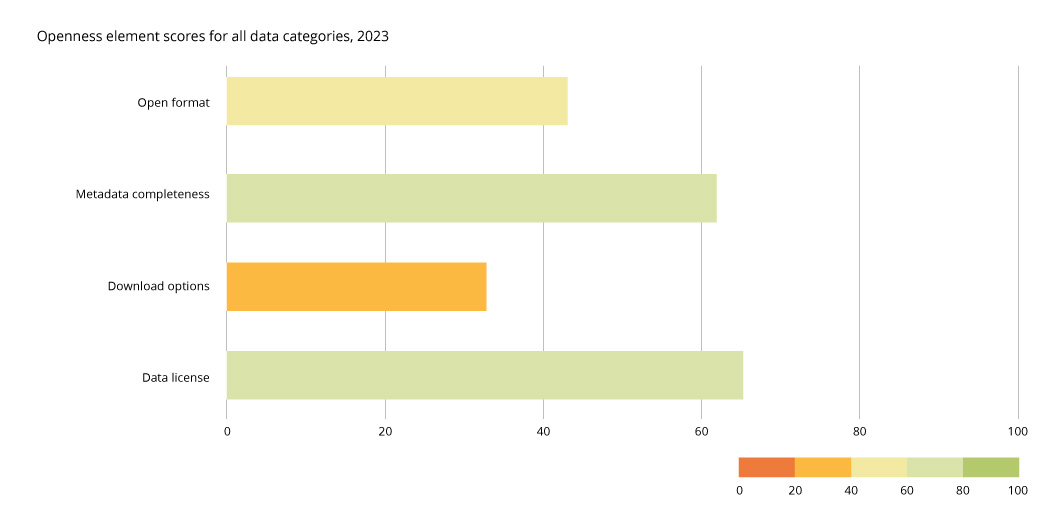 Openness element scores for all data categories, 2023
Open format
Metadata completeness
Download options
Data license
0 20 40 60 80 100
0 20 40 60 80 100